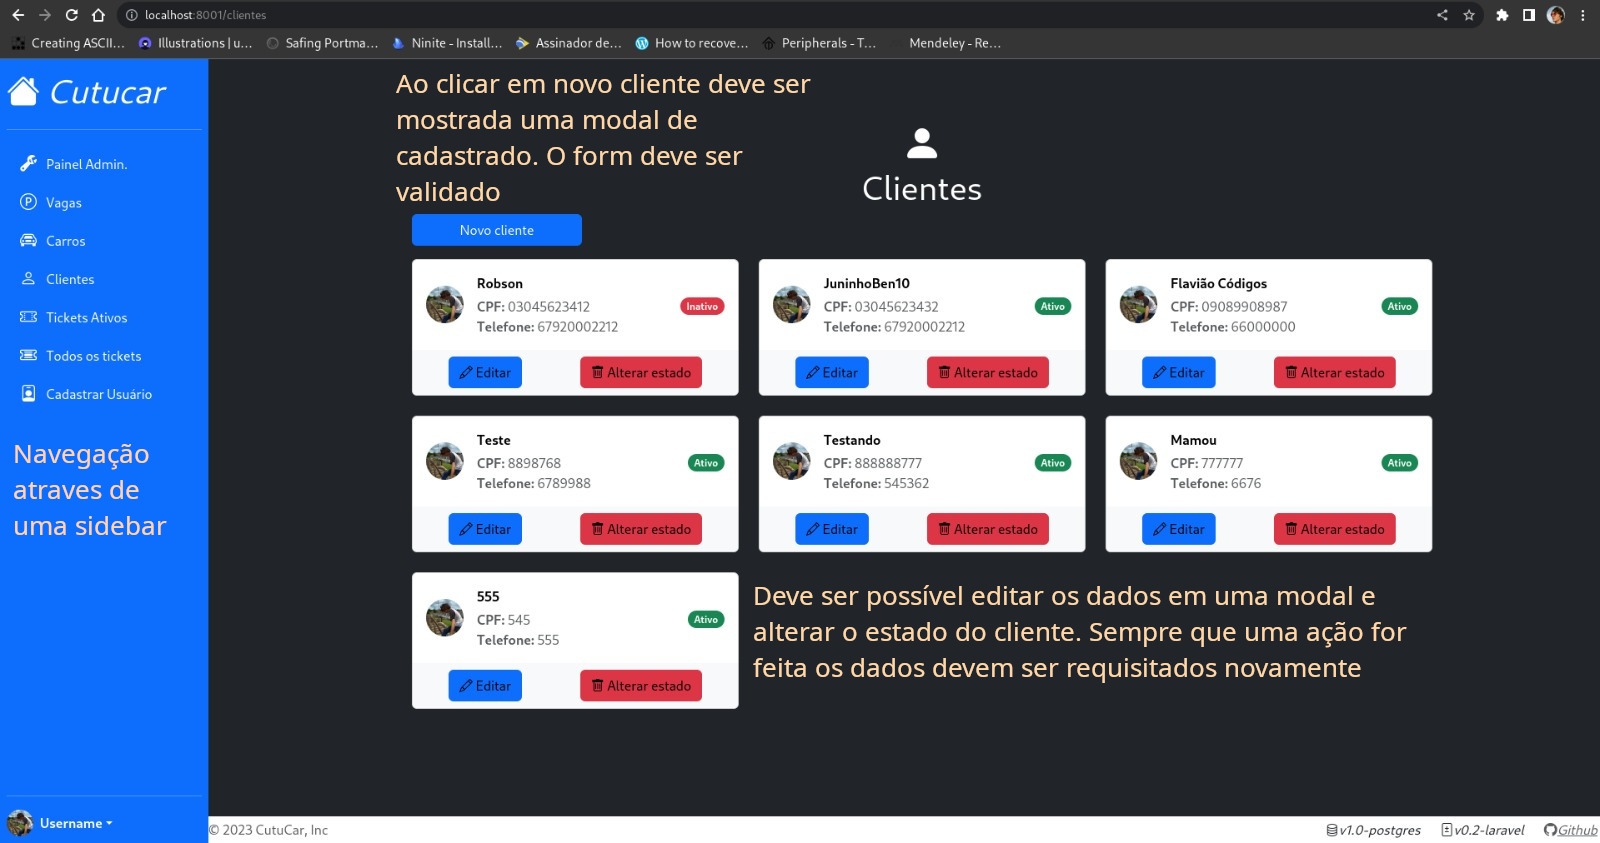 localhost:8001/clientes
Creating ASCII... Illustrations | u... Safing Portma... Ninite - Install... Assinador de... How to recove... Peripherals - T... Mendeley - Re...
Cutucar
Painel Admin.
Vagas
Carros
Clientes
Tickets Ativos
Todos os tickets
Cadastrar Usuário
Navegação
atraves de
uma sidebar
Username
Ao clicar em novo cliente deve ser
mostrada uma modal de
cadastrado. O form deve ser
validado
Clientes
Novo cliente
Robson
CPF: 03045623412
Inativo
Telefone: 67920002212
Editar
Alterar estado
JuninhoBen10
CPF: 03045623432
Ativo
Telefone: 67920002212
Editar
Alterar estado
Flavião Códigos
CPF: 09089908987
Ativo
Telefone: 66000000
Editar
Alterar estado
Teste
CPF: 8898768
Ativo
Telefone: 6789988
Editar
Alterar estado
Testando
CPF: 888888777
Ativo
Telefone: 545362
Editar
Alterar estado
Mamou
CPF: 777777
Ativo
Telefone: 6676
Editar
Alterar estado
555
CPF: 545
Ativo
Telefone: 555
Editar
Alterar estado
Deve ser possível editar os dados em uma modal e
alterar o estado do cliente. Sempre que uma ação for
feita os dados devem ser requisitados novamente
© 2023 CutuCar, Inc
v1.0-postgres
v0.2-laravel
Github